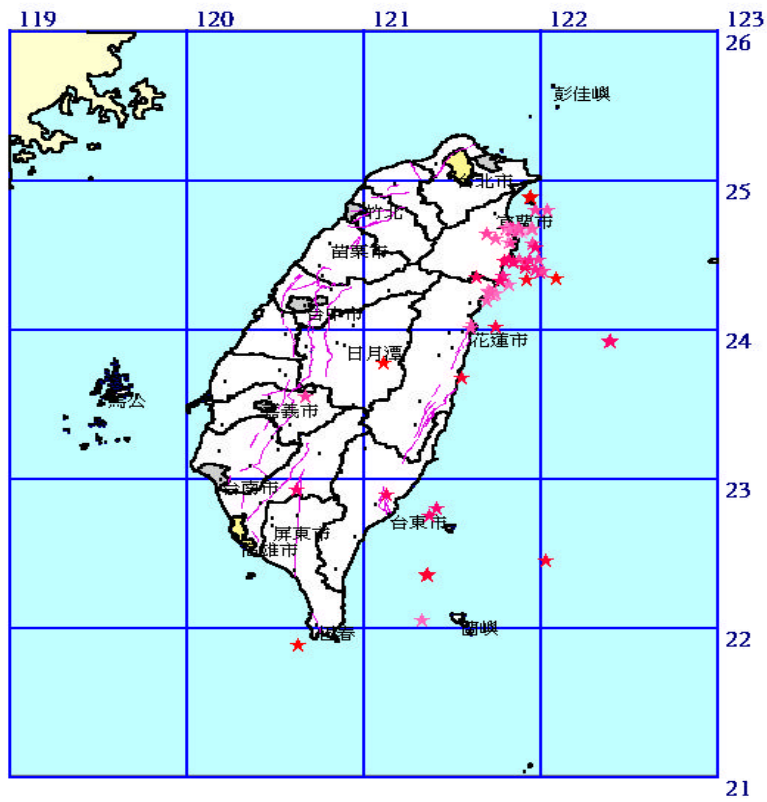 119 120 121 122 123
26
彭佳嶼
25
台北市
竹北
宜蘭市
苗栗市
台中市
24
花蓮市
日月潭
馬公
嘉義市
23
台南市
台東市
屏東市
高雄市
22
恆春
蘭嶼
21